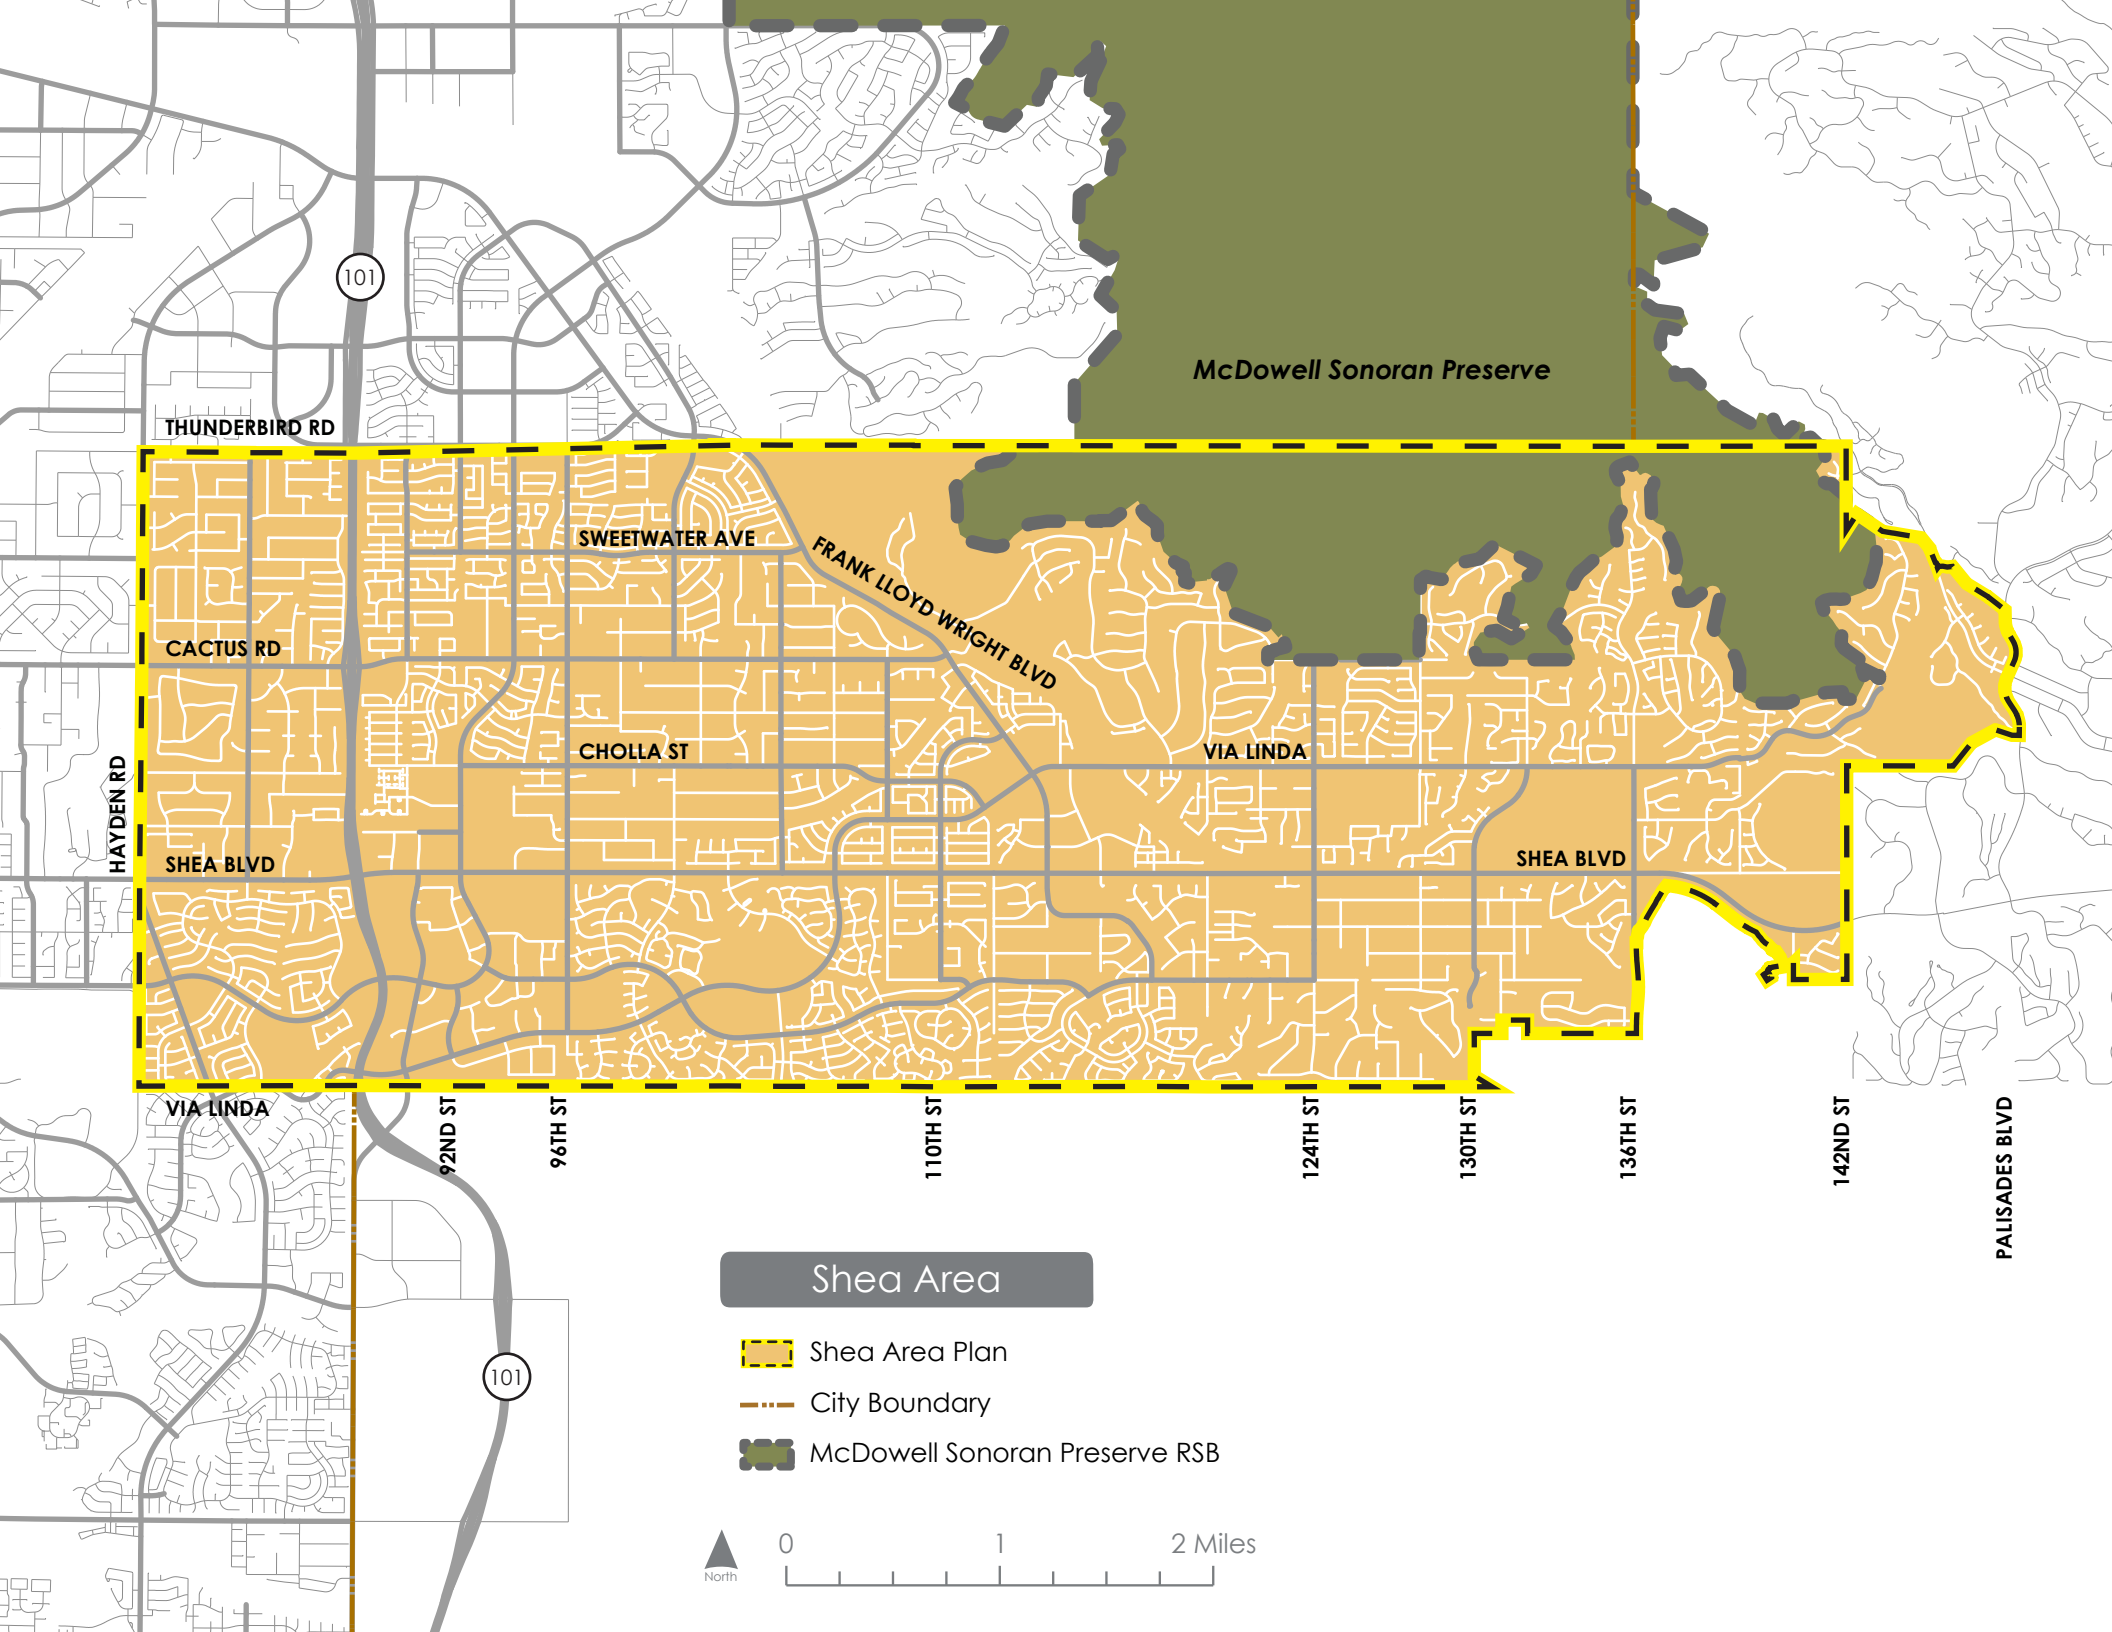 101
McDowell Sonoran Preserve
THUNDERBIRD RD
SWEETWATER AVE
FRANK LLOYD WRIGHT BLVD
CACTUS RD
CHOLLA ST
VIA LINDA
HAYDEN RD
SHEA BLVD
SHEA BLVD
VIA LINDA
92ND ST
96TH ST
110TH ST
124TH ST
130TH ST
136TH ST
142ND ST
PALISADES BLVD
101
Shea Area
Shea Area Plan
City Boundary
McDowell Sonoran Preserve RSB
North
0 1 2 Miles